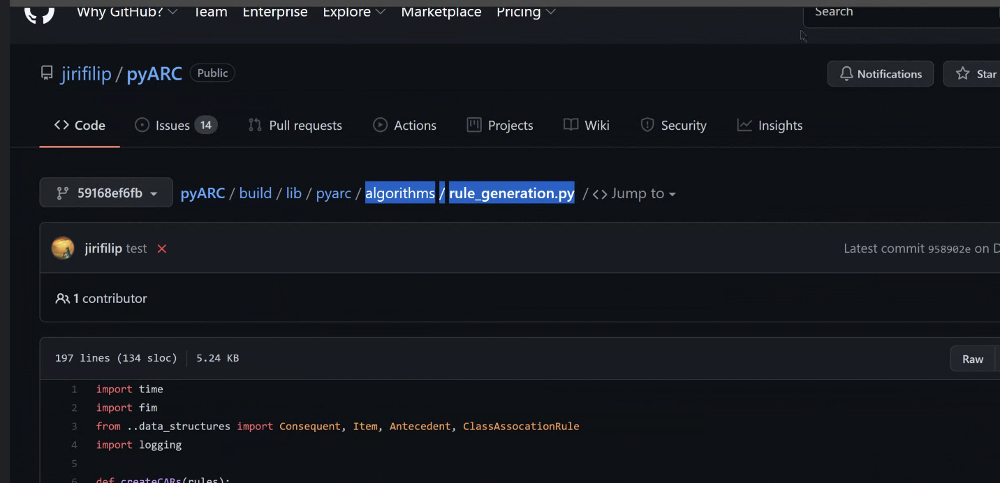 Why GitHub? Team Enterprise Explore Marketplace Pricing Search
jirifilip / pyARC Public Notifications Star
<> Code Issues 14 Pull requests Actions Projects Wiki Security Insights
59168ef6fb pyARC / build / lib / pyarc / algorithms / rule_generation.py / <> Jump to
jirifilip test Latest commit 958902e on D
1 contributor
197 lines (134 sloc) 5.24 KB Raw
1 import time
2 import fim
3 from ..data_structures import Consequent, Item, Antecedent, ClassAssocationRule
4 import logging
5
6 def createCARs(rules):